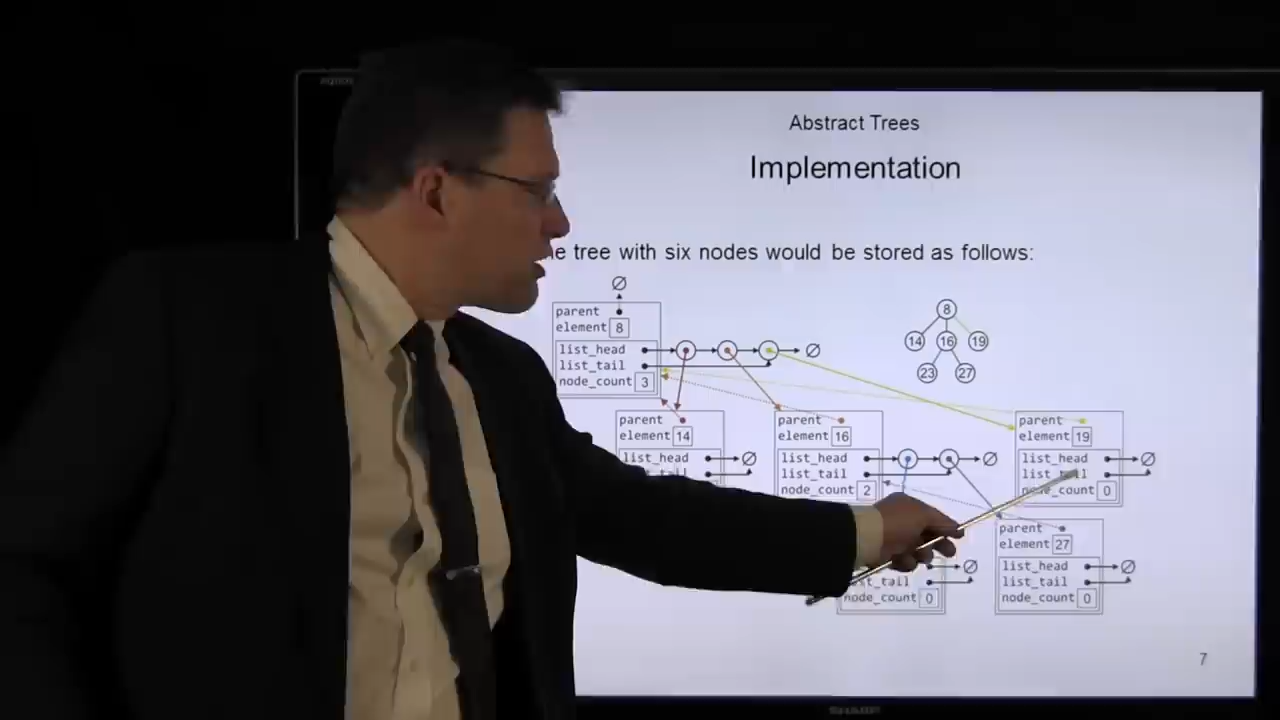 Abstract Trees
Implementation
tree with six nodes would be stored as follows:
∅
parent
element 8
list_head
list_tail
node_count 3
∅
8
14 16 19
23 27
parent
element 14
list_head
∅
parent
element 16
list_head
list_tail
node_count 2
∅
parent
element 19
list_head
list_tail
node_count 0
∅
list_tail
node_count 0
∅
parent
element 27
list_head
list_tail
node_count 0
∅
7
SHARP